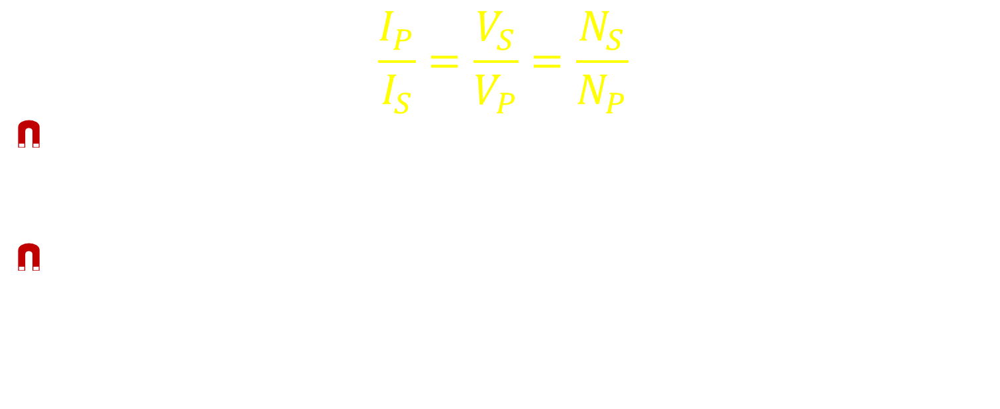 I_P/I_S = V_S/V_P = N_S/N_P